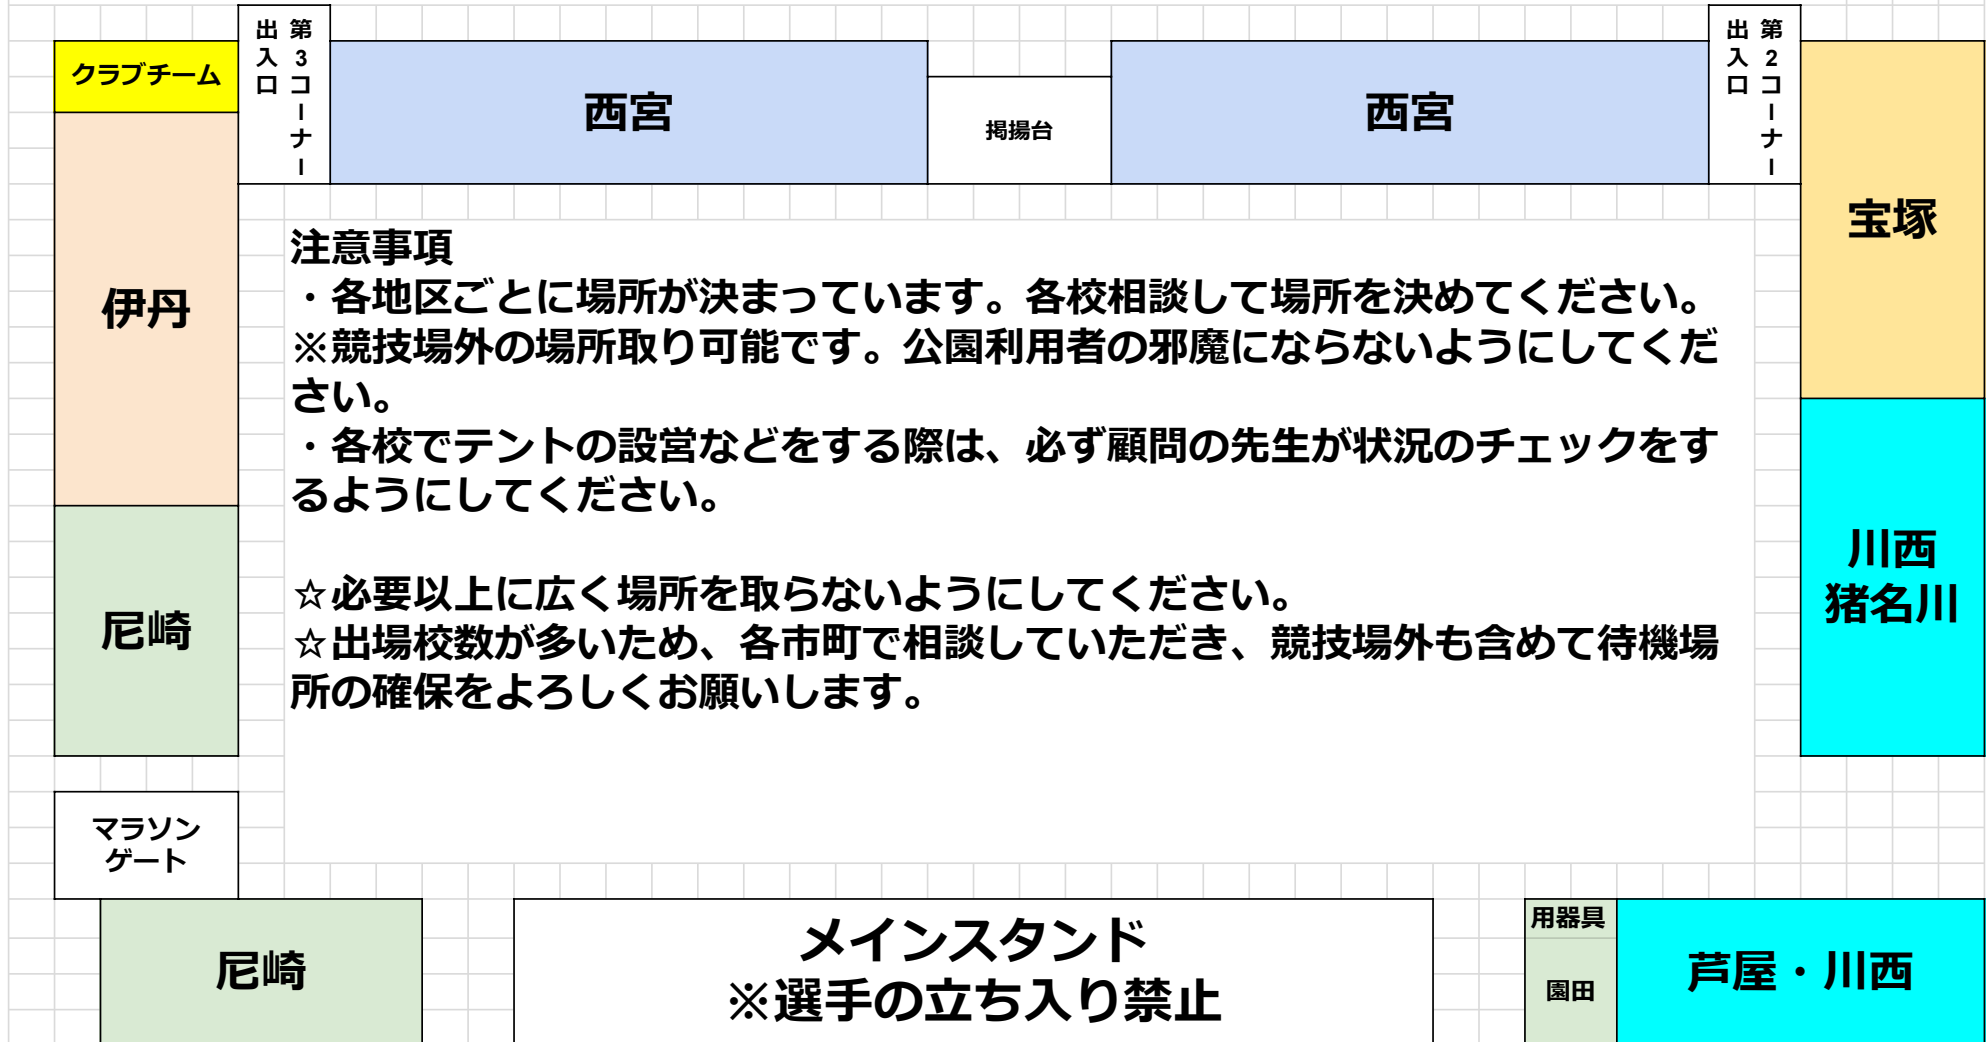 クラブチーム
第3コーナー
出入口
西宮
掲揚台
西宮
第2コーナー
出入口
宝塚
伊丹
注意事項
・各地区ごとに場所が決まっています。各校相談して場所を決めてください。
※競技場外の場所取り可能です。公園利用者の邪魔にならないようにしてくだ
さい。
・各校でテントの設営などをする際は、必ず顧問の先生が状況のチェックをす
るようにしてください。
☆必要以上に広く場所を取らないようにしてください。
☆出場校数が多いため、各市町で相談していただき、競技場外も含めて待機場
所の確保をよろしくお願いします。
川西
猪名川
尼崎
マラソン
ゲート
尼崎
メインスタンド
※選手の立ち入り禁止
用器具
園田
芦屋・川西